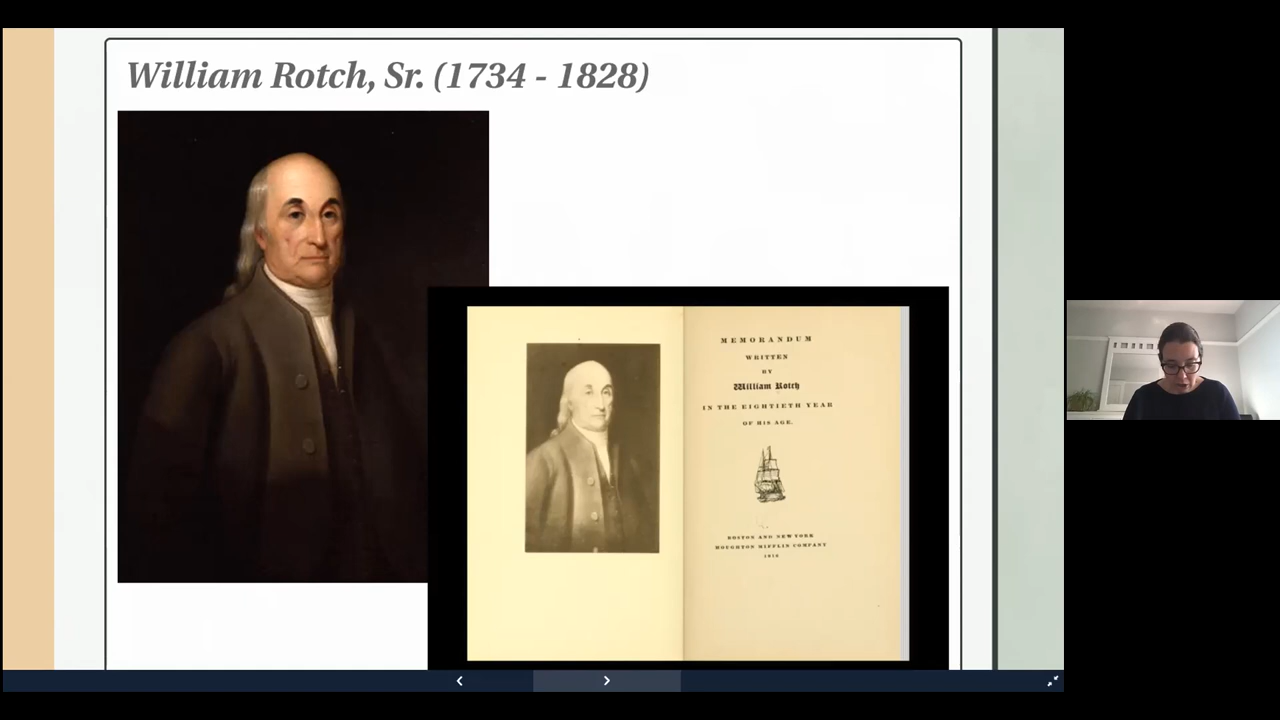 William Rotch, Sr. (1734 - 1828)
MEMORANDUM
WRITTEN
BY
William Rotch
IN THE EIGHTIETH YEAR
OF HIS AGE.
BOSTON AND NEW YORK
HOUGHTON MIFFLIN COMPANY
1916